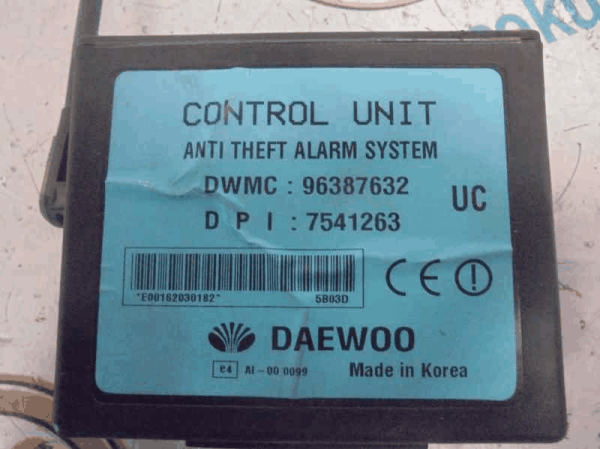 CONTROL UNIT
ANTI THEFT ALARM SYSTEM
DWMC : 96387632
UC
D P I : 7541263
"E00162030182" 5B03D
CE
DAEWOO
e4 AI-00 0099 Made in Korea